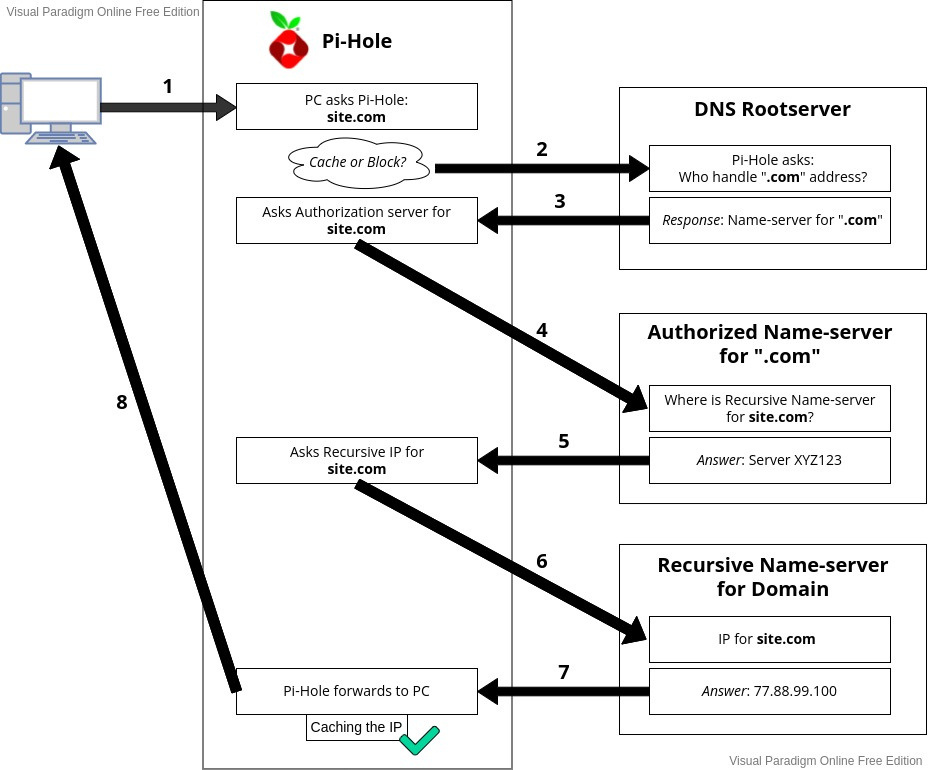 Visual Paradigm Online Free Edition
Pi-Hole
1
PC asks Pi-Hole:
site.com
Cache or Block?
2
DNS Rootserver
Pi-Hole asks:
Who handle ".com" address?
3
Response: Name-server for ".com"
Asks Authorization server for
site.com
4
Authorized Name-server
for ".com"
Where is Recursive Name-server
for site.com?
8
5
Answer: Server XYZ123
Asks Recursive IP for
site.com
6
Recursive Name-server
for Domain
IP for site.com
7
Answer: 77.88.99.100
Pi-Hole forwards to PC
Caching the IP
Visual Paradigm Online Free Edition